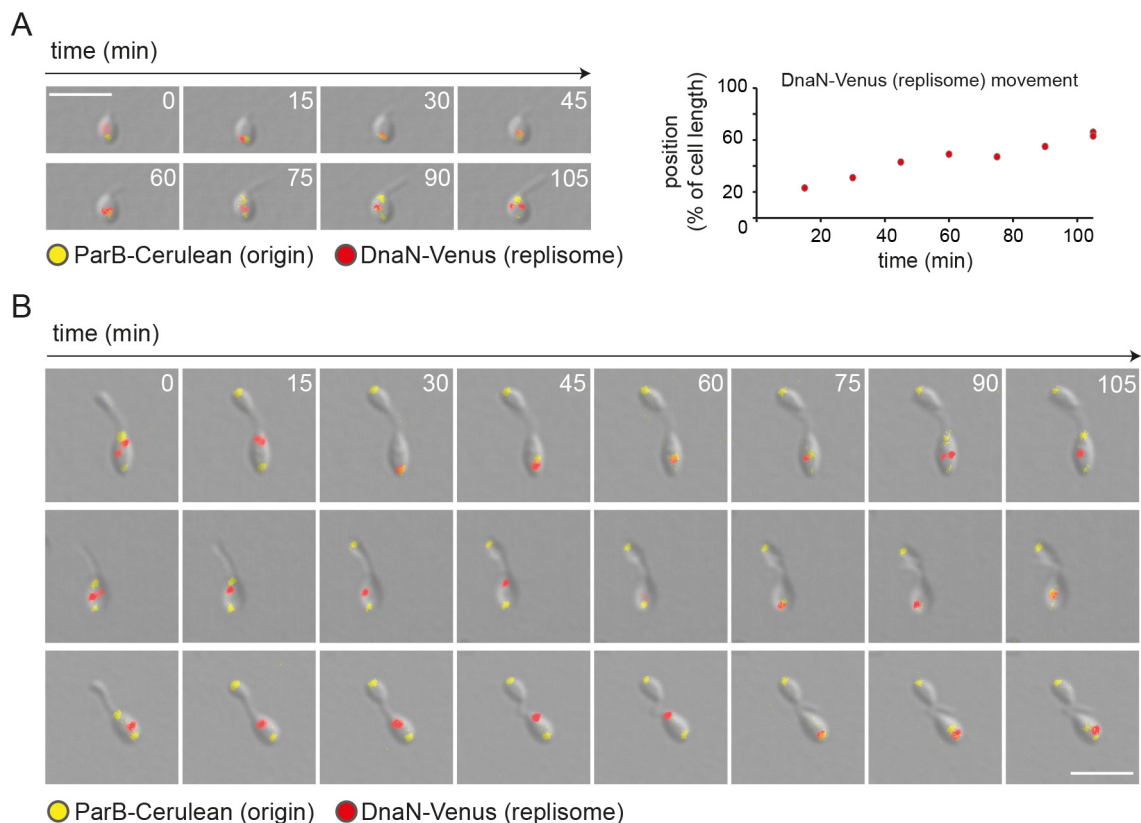 A
time (min)
0 15 30 45
60 75 90 105
ParB-Cerulean (origin) DnaN-Venus (replisome)
DnaN-Venus (replisome) movement
position
(% of cell length)
100
60
20
0
20 40 60 80 100
time (min)
B
time (min)
0 15 30 45 60 75 90 105
ParB-Cerulean (origin) DnaN-Venus (replisome)